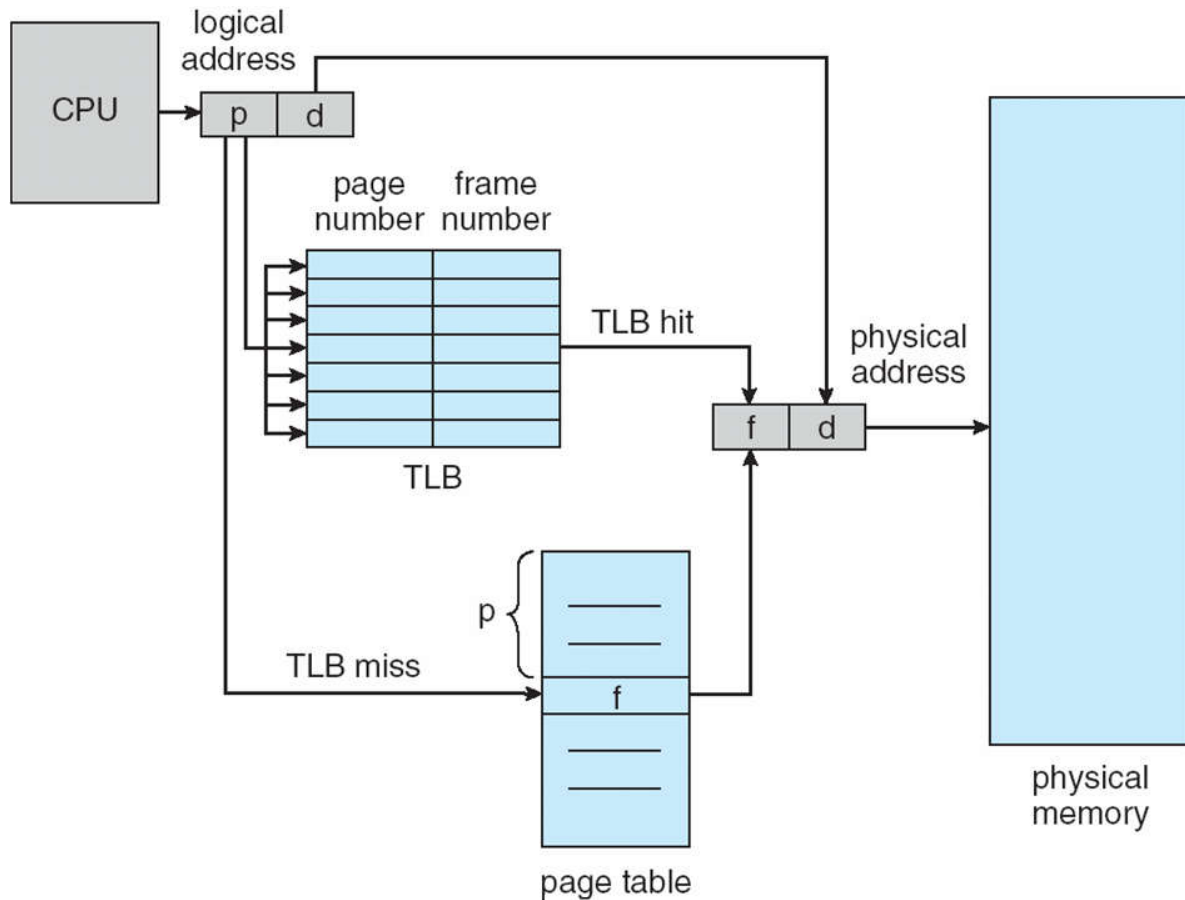 logical
address
CPU
p
d
page
number
frame
number
TLB hit
physical
address
f
d
TLB
p
TLB miss
f
physical
memory
page table